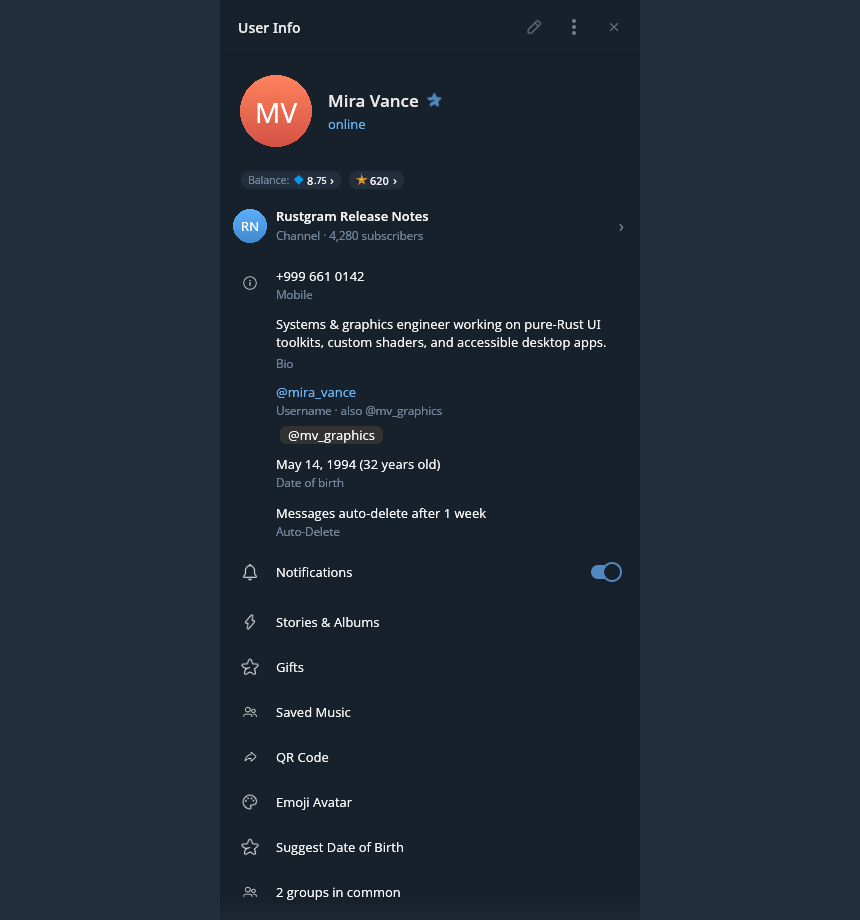 User Info
MV
Mira Vance
online
Balance: 8.75 ›
620 ›
RN
Rustgram Release Notes
Channel · 4,280 subscribers
+999 661 0142
Mobile
Systems & graphics engineer working on pure-Rust UI
toolkits, custom shaders, and accessible desktop apps.
Bio
@mira_vance
Username · also @mv_graphics
@mv_graphics
May 14, 1994 (32 years old)
Date of birth
Messages auto-delete after 1 week
Auto-Delete
Notifications
Stories & Albums
Gifts
Saved Music
QR Code
Emoji Avatar
Suggest Date of Birth
2 groups in common